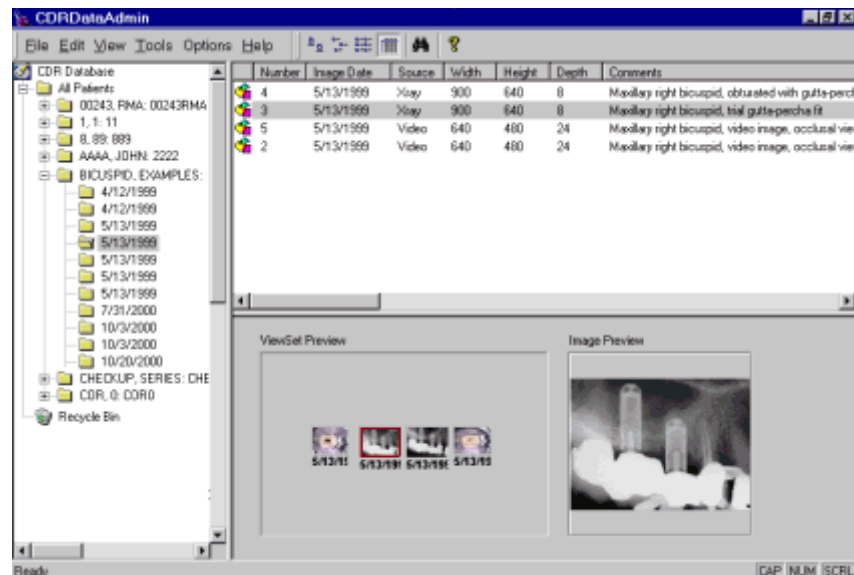 CDRDataAdmin
File Edit View Tools Options Help
CDR Database
All Patients
00243, RMA: 00243RMA
1, 1: 11
8, 89: 889
AAAA, JOHN: 2222
BICUSPID, EXAMPLES:
4/12/1999
4/12/1999
5/13/1999
5/13/1999
5/13/1999
5/13/1999
5/13/1999
7/31/2000
10/3/2000
10/3/2000
10/20/2000
CHECKUP, SERIES: CHE
CDR, 0: CDR0
Recycle Bin
Number Image Date Source Width Height Depth Comments
4 5/13/1999 Xray 900 640 8 Maxillary right bicuspid, obturated with gutta-perch
3 5/13/1999 Xray 900 640 8 Maxillary right bicuspid, trial gutta-percha fit
5 5/13/1999 Video 640 480 24 Maxillary right bicuspid, video image, occlusal vie
2 5/13/1999 Video 640 480 24 Maxillary right bicuspid, video image, occlusal vie
ViewSet Preview
Image Preview
5/13/19 5/13/199 5/13/199 5/13/19
Ready
CAP NUM SCRL